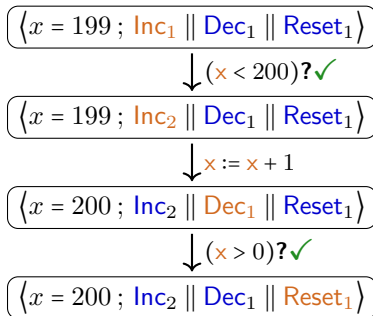 ⟨x = 199 ; Inc₁ || Dec₁ || Reset₁⟩
(x < 200)?✓
⟨x = 199 ; Inc₂ || Dec₁ || Reset₁⟩
x := x + 1
⟨x = 200 ; Inc₂ || Dec₁ || Reset₁⟩
(x > 0)?✓
⟨x = 200 ; Inc₂ || Dec₁ || Reset₁⟩